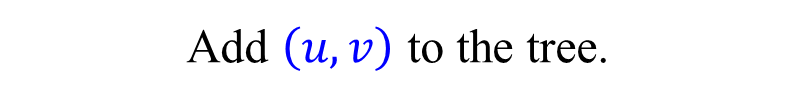 Add (u, v) to the tree.